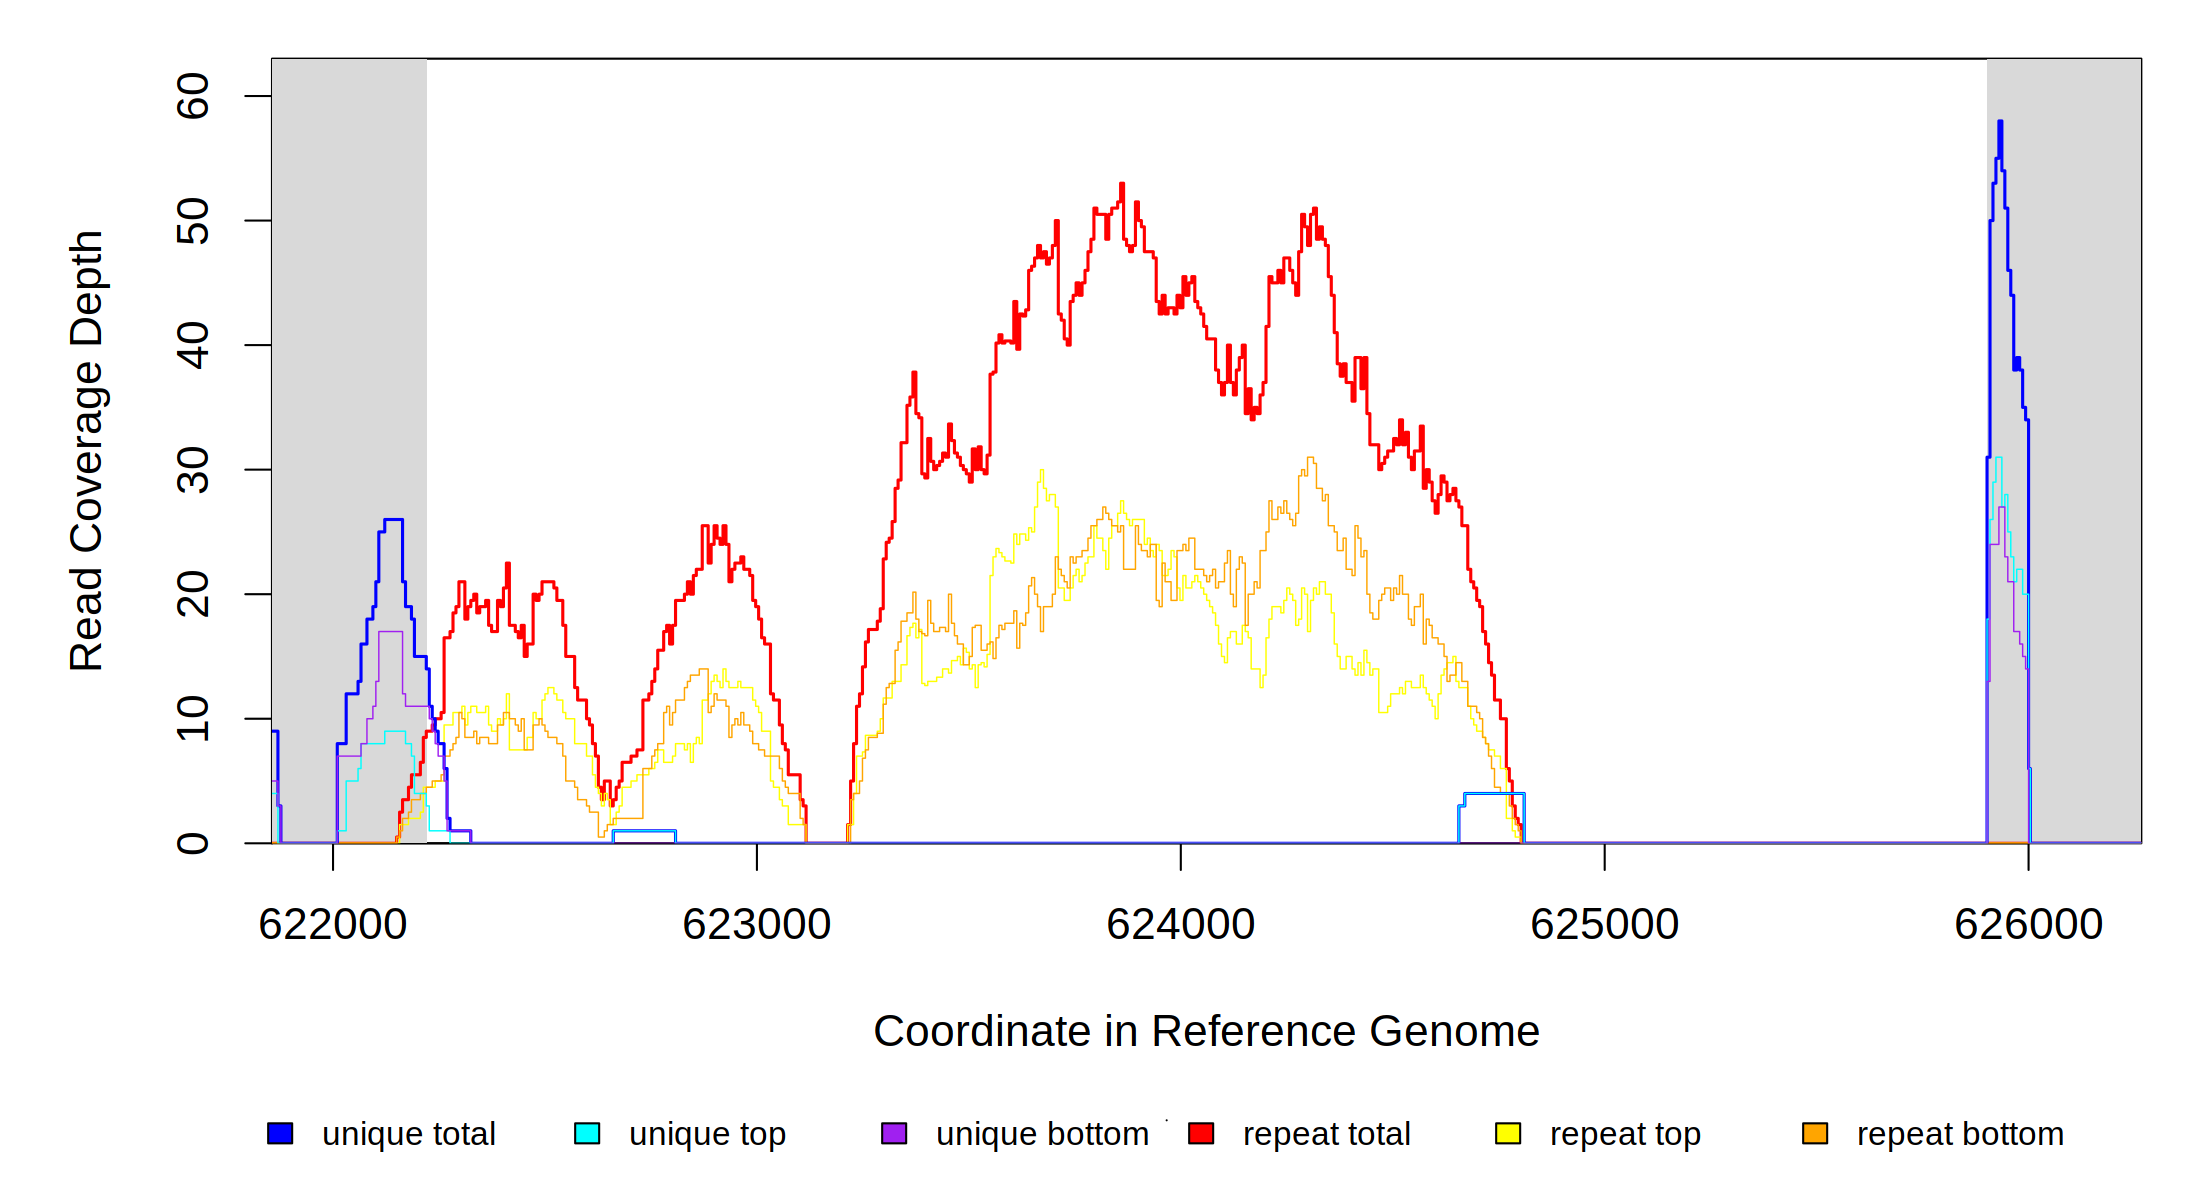 60
50
40
30
20
10
0
Read Coverage Depth
622000 623000 624000 625000 626000
Coordinate in Reference Genome
unique total unique top unique bottom repeat total repeat top repeat bottom